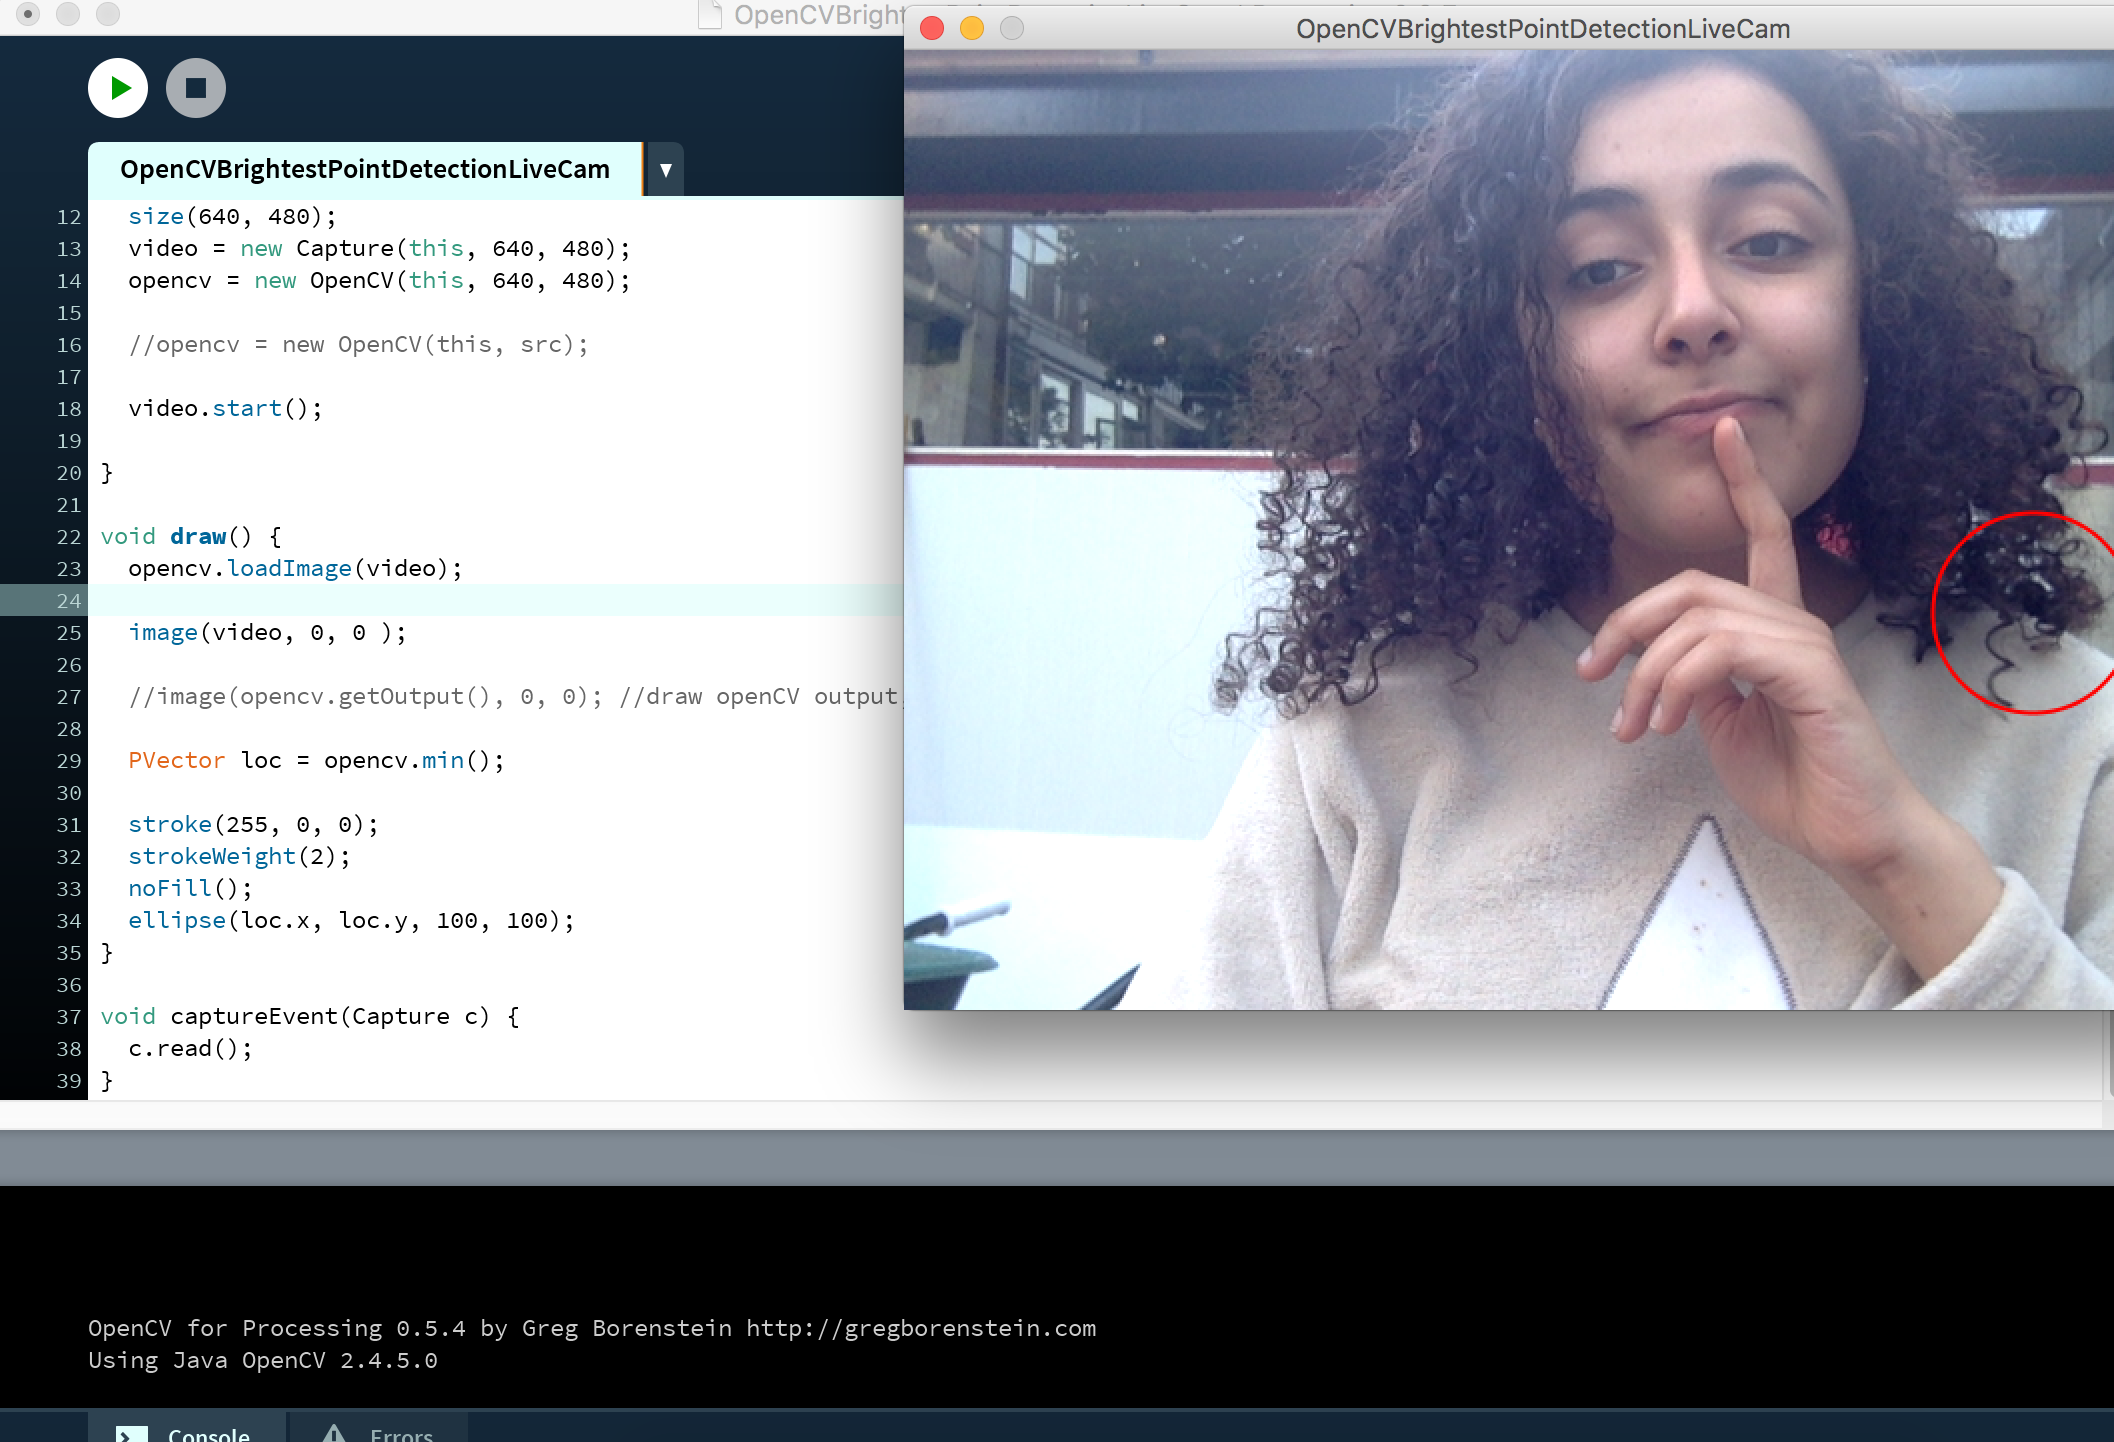 OpenCVBright
OpenCVBrightestPointDetectionLiveCam
OpenCVBrightestPointDetectionLiveCam ▼
12 size(640, 480);
13 video = new Capture(this, 640, 480);
14 opencv = new OpenCV(this, 640, 480);
15
16 //opencv = new OpenCV(this, src);
17
18 video.start();
19
20 }
21
22 void draw() {
23 opencv.loadImage(video);
24
25 image(video, 0, 0 );
26
27 //image(opencv.getOutput(), 0, 0); //draw openCV output
28
29 PVector loc = opencv.min();
30
31 stroke(255, 0, 0);
32 strokeWeight(2);
33 noFill();
34 ellipse(loc.x, loc.y, 100, 100);
35 }
36
37 void captureEvent(Capture c) {
38 c.read();
39 }
OpenCV for Processing 0.5.4 by Greg Borenstein http://gregborenstein.com
Using Java OpenCV 2.4.5.0
Console Errors